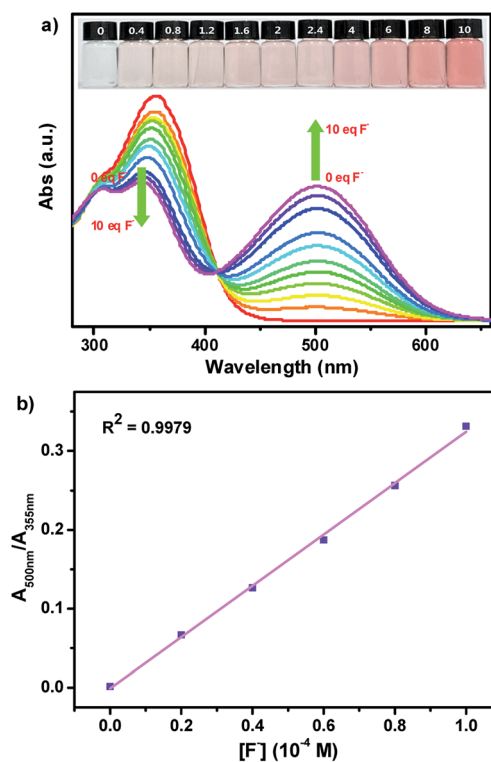 a)
0 0.4 0.8 1.2 1.6 2 2.4 4 6 8 10
Abs (a.u.)
10 eq F⁻
0 eq F⁻
0 eq F⁻
10 eq F⁻
300 400 500 600
Wavelength (nm)
b)
R² = 0.9979
A500nm/A355nm
0.3
0.2
0.1
0.0
0.0 0.2 0.4 0.6 0.8 1.0
[F⁻] (10⁻⁴ M)